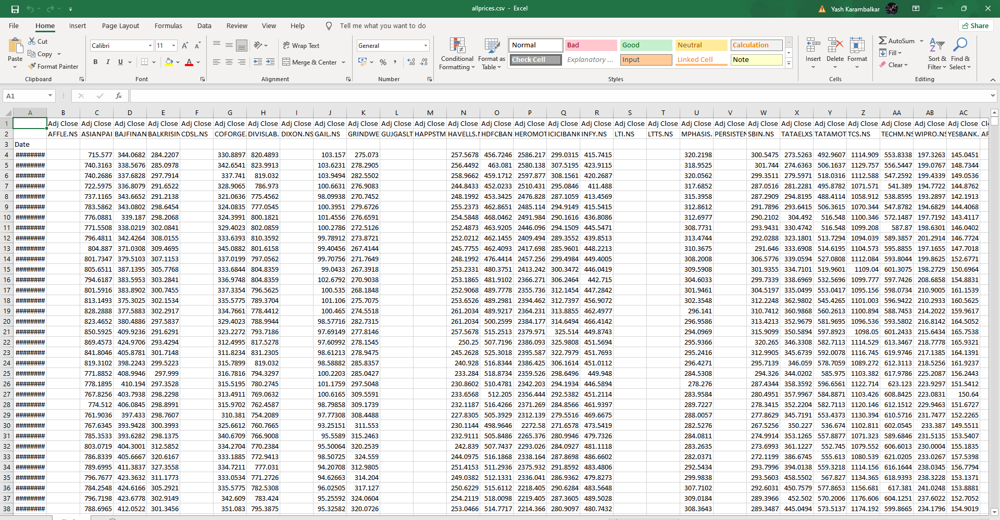 allprices.csv - Excel
Yash Karambalkar
File Home Insert Page Layout Formulas Data Review View Help Tell me what you want to do Share
Paste Cut Copy Format Painter Clipboard
Calibri 11 B I U Font
Wrap Text Merge & Center Alignment
General % Number
Conditional Formatting Format as Table
Normal Bad Good Neutral Calculation
Check Cell Explanatory ... Input Linked Cell Note
Styles
Insert Delete Format Cells
AutoSum Fill Clear Sort & Filter Find & Select Editing
A1 fx
A B C D E F G H I J K L M N O P Q R S T U V W X Y Z AA AB AC
1 Adj Close Adj Close Adj Close Adj Close Adj Close Adj Close Adj Close Adj Close Adj Close Adj Close Adj Close Adj Close Adj Close Adj Close Adj Close Adj Close Adj Close Adj Close Adj Close Adj Close Adj Close Adj Close Adj Close Adj Close Adj Close Adj Close Adj Close Adj Close Cl
2 AFFLE.NS ASIANPAI BAJFINAN BALKRISIN CDSL.NS COFORGE. DIVISLAB. DIXON.NS GAIL.NS GRINDWE GUJGASLT HAPPSTM HAVELLS.N HDFCBAN HEROMOT ICICIBANK INFY.NS LTI.NS LTTS.NS MPHASIS. PERSISTEN SBIN.NS TATAELXS TATAMOT TCS.NS TECHM.NS WIPRO.NS YESBANK. AF
3 Date
4 ######## 715.577 344.0682 284.2207 330.8897 820.4893 103.157 275.073 257.5678 456.7246 2586.217 299.0315 415.7415 320.2198 300.5475 273.5263 492.9607 1114.909 553.8338 197.3263 145.0451
5 ######## 740.3163 338.5676 285.0978 342.6541 823.9913 103.6231 278.2905 256.4492 463.081 2580.138 307.5195 423.9115 318.9525 301.744 274.6363 506.1637 1129.757 556.5447 199.0767 148.7344
6 ######## 740.2686 337.6828 297.7914 337.741 819.032 103.9494 282.5502 258.9662 459.1712 2597.877 308.1561 420.2687 320.0562 299.3511 279.5971 518.0316 1112.588 547.2592 199.4339 149.0536
7 ######## 722.5975 336.8079 291.6522 328.9065 786.973 100.6631 276.9083 244.8433 452.0233 2510.431 295.0846 411.488 317.6852 287.0516 281.2281 495.8782 1071.571 541.389 194.7722 144.8762
8 ######## 737.1165 343.6652 291.2138 321.0636 775.4562 98.09938 270.7452 248.1992 453.3425 2476.828 287.1059 413.4569 315.3958 287.2909 294.8195 488.4114 1058.912 538.8595 193.2897 142.1913
9 ######## 783.5862 343.0802 298.6454 324.0835 777.0545 100.3951 279.6726 255.2373 462.8651 2485.114 294.9149 415.5415 312.8612 291.7896 293.6415 506.3615 1070.344 547.8782 194.6829 144.4068
10 ######## 776.0881 339.187 298.2068 324.3991 800.1821 101.4556 276.6591 254.5848 468.0462 2491.984 290.1616 436.8086 312.6977 290.2102 304.492 516.548 1100.346 572.1487 197.7192 143.4117
11 ######## 771.5508 338.0219 302.0841 329.4023 802.0859 100.2786 272.5126 252.4873 463.9205 2446.096 294.1509 445.5471 308.7731 293.9431 330.4742 516.548 1099.208 587.87 198.6301 146.0402
12 ######## 796.4811 342.4264 308.0155 333.6393 810.3592 99.78912 273.8721 252.0212 462.1455 2409.494 289.3552 439.8513 313.4744 292.0288 323.1801 513.7294 1094.039 589.3857 201.2914 146.7724
13 ######## 804.887 371.0308 309.4695 345.0882 801.6158 99.40456 267.4144 245.7755 462.4093 2417.698 285.9601 448.2213 310.3675 291.646 333.6908 514.6195 1104.573 595.8855 197.1655 147.7018
14 ######## 801.7347 379.5103 307.1153 337.0199 797.0562 99.70756 271.7649 248.1992 476.4414 2457.256 299.4984 449.4005 308.2008 306.5776 339.0594 527.0808 1112.084 593.8044 199.8625 152.6771
15 ######## 805.6511 387.1395 305.7768 333.6844 804.8359 99.0433 267.3918 253.2331 480.3751 2413.242 300.3472 446.0419 309.5908 301.9355 334.7101 519.9601 1109.04 601.3075 198.2729 150.6964
16 ######## 794.6187 383.5953 303.2841 336.9748 804.8359 102.6792 270.9038 253.1865 481.9102 2366.271 306.2464 442.715 304.6033 299.7339 338.6969 532.5696 1099.777 597.7426 208.6858 154.8831
17 ######## 801.5916 383.8902 300.7455 337.3354 796.5625 100.535 268.1848 252.9068 489.7778 2355.736 312.1454 447.2842 301.9461 304.5197 335.0499 553.0417 1095.156 598.0734 210.9005 161.1539
18 ######## 813.1493 375.3025 302.1534 335.5775 789.3704 101.106 275.7075 253.6526 489.2981 2394.462 312.7397 456.9072 302.3548 312.2248 362.9802 545.4265 1101.003 596.9422 210.2933 160.5625
19 ######## 828.2888 377.5883 302.2917 334.7661 778.4412 100.465 274.5518 261.2034 489.9217 2364.231 313.8855 462.4977 296.141 310.7412 360.9868 560.2613 1100.894 588.7453 214.2022 159.9617
20 ######## 823.4652 380.4886 297.5837 329.4023 788.9944 98.57716 282.7315 261.2034 500.2599 2384.177 314.6494 466.4142 296.9586 313.4213 352.9679 581.9695 1096.536 593.5802 216.8142 164.5052
21 ######## 850.5925 409.9236 291.6291 323.2272 793.7186 97.69149 277.8146 257.5678 515.2513 2379.971 325.514 449.8743 294.0969 315.9099 350.5894 597.8923 1098.05 601.2433 215.6434 165.7538
22 ######## 869.4573 424.9706 293.4294 312.4995 817.5278 97.60992 278.1545 250.25 507.7196 2386.093 325.9808 451.5694 295.9366 320.265 346.3308 582.7113 1114.529 613.3467 218.7778 165.9321
23 ######## 841.8046 405.8781 301.7148 311.8234 831.2305 98.61213 278.9475 245.2628 525.3018 2395.587 322.7979 451.7693 295.2416 312.9905 345.6739 592.0078 1116.745 619.9746 217.1385 164.1391
24 ######## 819.3102 398.2243 299.5223 315.7899 819.032 98.58882 285.8357 240.928 516.8344 2386.425 306.1614 451.0112 296.4271 295.7139 346.059 578.7059 1089.272 612.3113 218.5256 161.9237
25 ######## 771.8852 408.9946 297.999 316.7816 794.3297 100.2203 285.0427 233.284 518.8734 2359.526 298.6496 449.948 284.5308 294.326 344.0202 585.975 1103.382 617.9786 225.2087 156.2443
26 ######## 778.1895 410.194 297.3528 315.5195 780.2745 101.1759 297.5048 230.8602 510.4781 2342.203 294.1934 446.5894 278.276 287.4344 358.3592 596.6561 1122.714 623.123 223.9297 151.5412
27 ######## 767.8256 403.7938 298.2298 313.4911 769.0632 100.6165 309.5591 233.6568 512.205 2356.444 292.5382 451.2114 283.9584 280.4951 357.9967 584.8871 1103.426 608.8425 223.0831 150.64
28 ######## 774.512 406.0845 298.8991 315.9702 762.4587 98.79858 309.1739 232.1187 516.4266 2371.269 284.8566 461.9397 289.7227 278.3415 352.2204 582.7113 1120.146 612.1512 229.9463 151.6727
29 ######## 761.9036 397.433 298.7607 310.381 754.2089 97.77308 308.4488 227.8305 505.3929 2312.139 279.5516 469.6675 288.0057 277.8629 345.7191 553.4373 1130.394 610.5716 231.7477 152.2265
30 ######## 767.6345 393.9428 300.3993 325.6612 760.7665 93.25151 311.553 230.1144 498.9646 2272.58 271.6578 473.5419 282.5276 267.5256 350.227 536.674 1102.811 602.0545 233.387 149.5511
31 ######## 785.3533 393.6282 298.1375 340.6709 766.9008 95.5589 315.2463 232.9111 505.8486 2265.376 280.9946 479.7326 284.0811 274.9914 353.1265 557.8877 1071.323 589.6846 231.5135 153.5407
32 ######## 803.0719 404.3001 312.5852 334.2704 770.2384 95.50064 320.2539 242.839 507.7437 2293.026 284.0927 481.1118 283.2635 273.6993 361.1227 552.745 1079.552 606.6013 230.0004 155.1835
33 ######## 786.8339 405.6667 320.6167 333.1885 772.9413 98.50725 324.559 244.0975 516.1868 2338.164 287.8698 486.6602 282.0371 272.1199 386.6745 555.613 1080.539 621.0205 233.0267 157.5398
34 ######## 789.6995 411.3837 327.3558 334.7211 777.031 94.20708 312.9805 251.4153 511.2936 2375.932 291.8592 483.4806 292.5434 293.7996 394.0138 559.3218 1114.156 616.1644 238.0345 156.7794
35 ######## 796.7677 423.3632 311.1773 333.0534 771.2726 94.62663 314.204 249.0382 512.1331 2336.041 286.9362 479.8273 299.9838 293.5603 458.5502 567.827 1134.365 618.9393 238.3228 153.1371
36 ######## 784.2548 424.6166 305.2921 335.5775 782.5308 96.02505 317.127 250.6229 515.6112 2218.405 290.6284 483.5648 307.7102 292.6031 450.7579 577.8653 1156.681 617.381 241.0248 153.8881
37 ######## 796.7198 423.6778 302.9149 342.609 783.424 95.25592 324.0604 254.2119 518.0098 2219.405 287.3605 489.5028 309.0184 289.3966 452.502 570.2006 1176.606 604.1251 237.6022 152.7052
38 ######## 788.6965 412.0522 301.3456 351.083 795.3875 95.32582 320.0726 253.0466 514.7717 2214.366 280.9097 480.7432 308.3643 289.3487 445.0494 573.5137 1174.192 599.8665 234.1796 154.9019